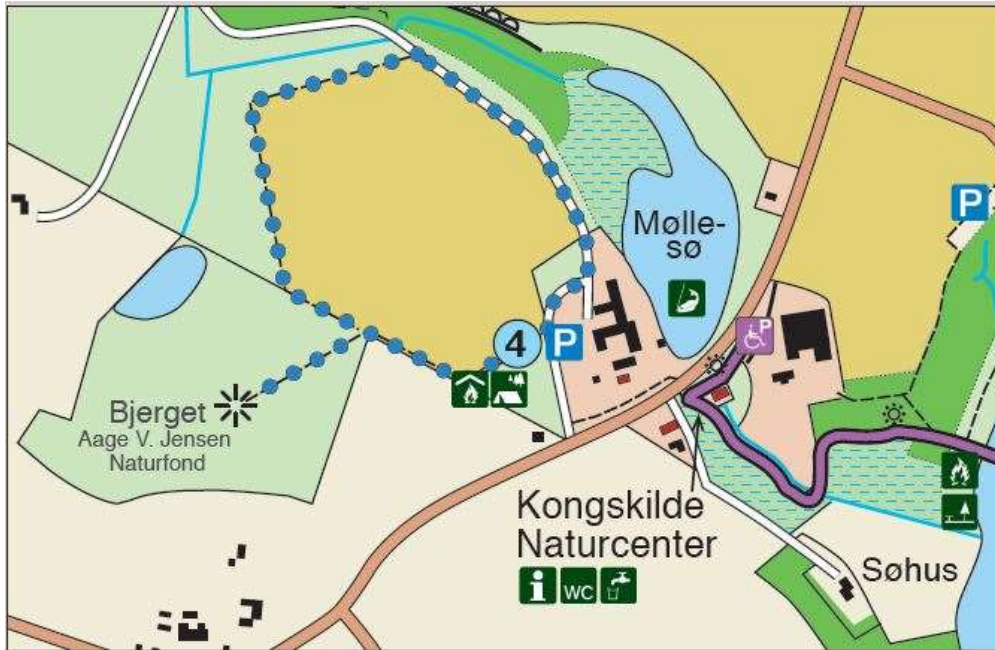 P
Mølle-
sø
P
4
P
Bjerget
Aage V. Jensen
Naturfond
Kongskilde
Naturcenter
i
WC
Søhus